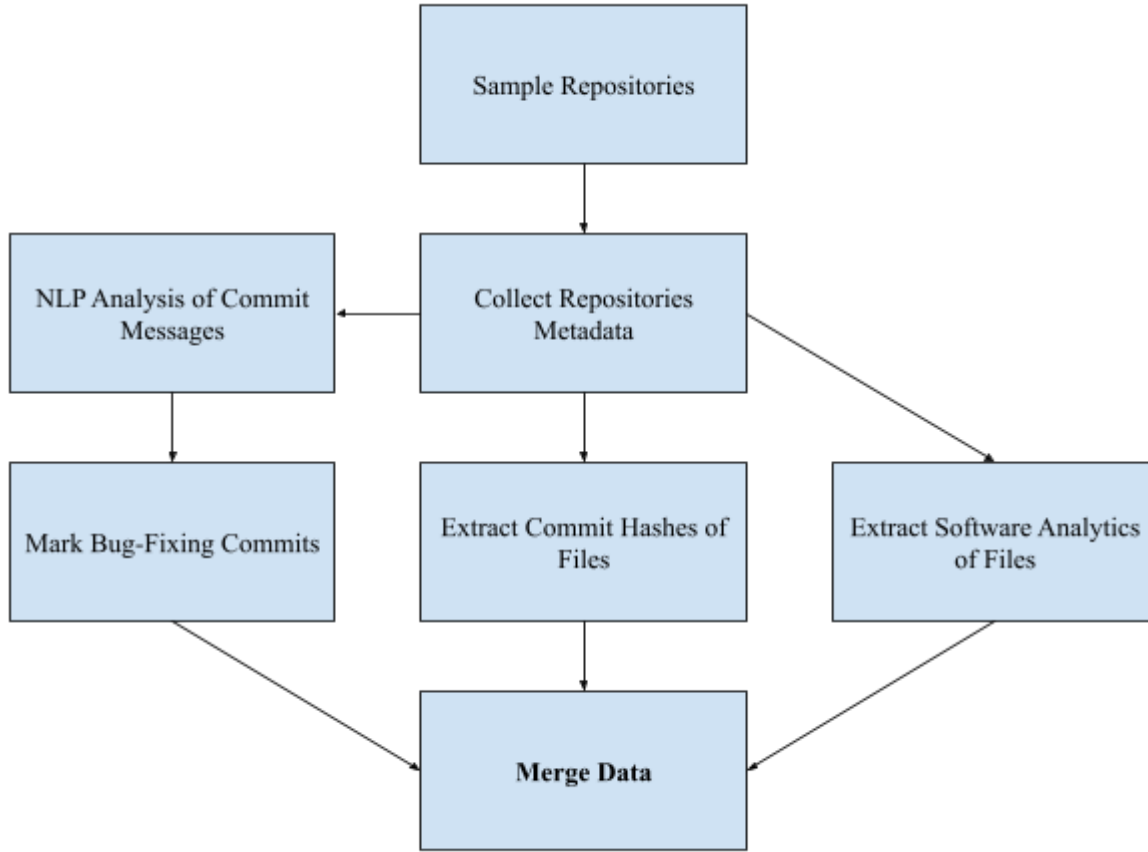 Sample Repositories
NLP Analysis of Commit
Messages
Collect Repositories
Metadata
Mark Bug-Fixing Commits
Extract Commit Hashes of
Files
Extract Software Analytics
of Files
Merge Data